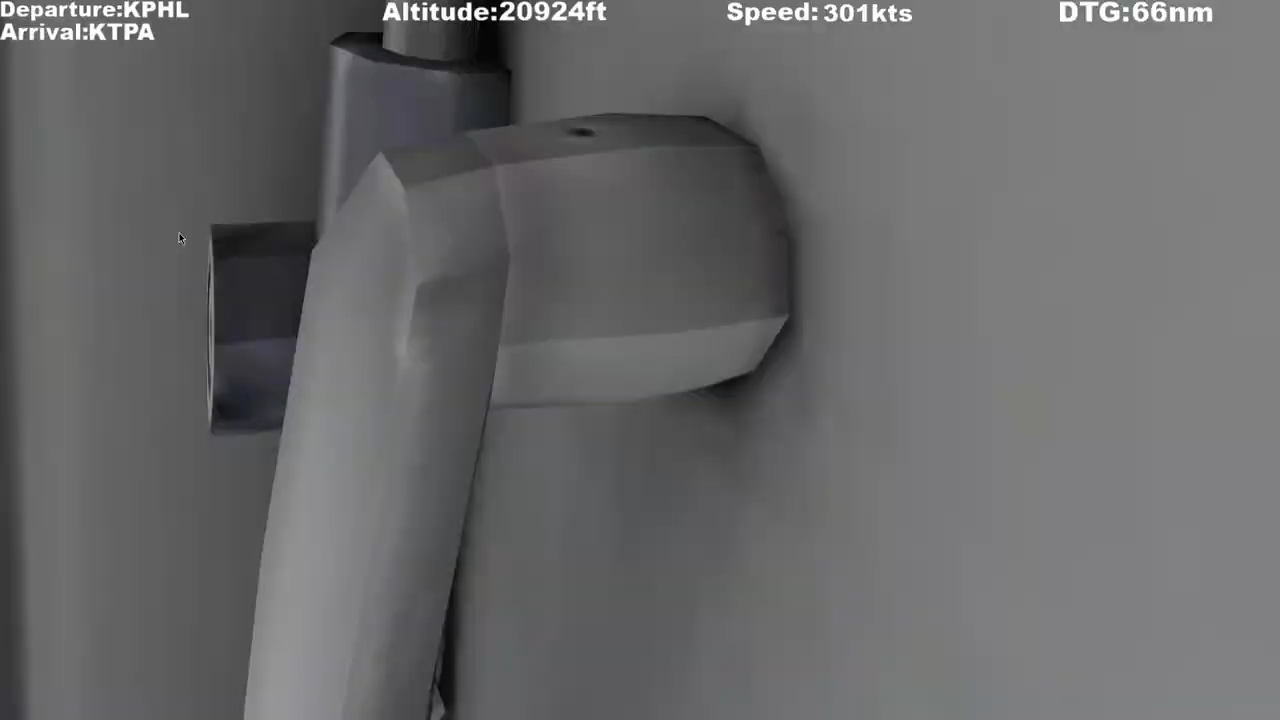 Departure:KPHL
Arrival:KTPA
Altitude:20924ft
Speed: 301kts
DTG:66nm